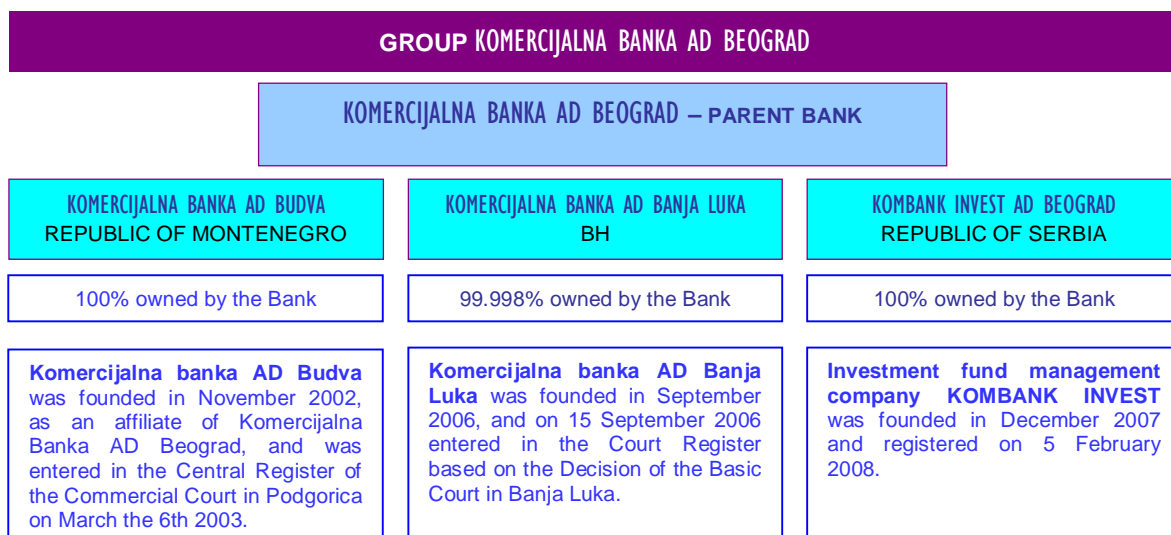 GROUP KOMERCIJALNA BANKA AD BEOGRAD
KOMERCIJALNA BANKA AD BEOGRAD – PARENT BANK
KOMERCIJALNA BANKA AD BUDVA
REPUBLIC OF MONTENEGRO
KOMERCIJALNA BANKA AD BANJA LUKA
BH
KOMBANK INVEST AD BEOGRAD
REPUBLIC OF SERBIA
100% owned by the Bank
99.998% owned by the Bank
100% owned by the Bank
Komercijalna banka AD Budva
was founded in November 2002,
as an affiliate of Komercijalna
Banka AD Beograd, and was
entered in the Central Register of
the Commercial Court in Podgorica
on March the 6th 2003.
Komercijalna banka AD Banja
Luka was founded in September
2006, and on 15 September 2006
entered in the Court Register
based on the Decision of the Basic
Court in Banja Luka.
Investment fund management
company KOMBANK INVEST
was founded in December 2007
and registered on 5 February
2008.